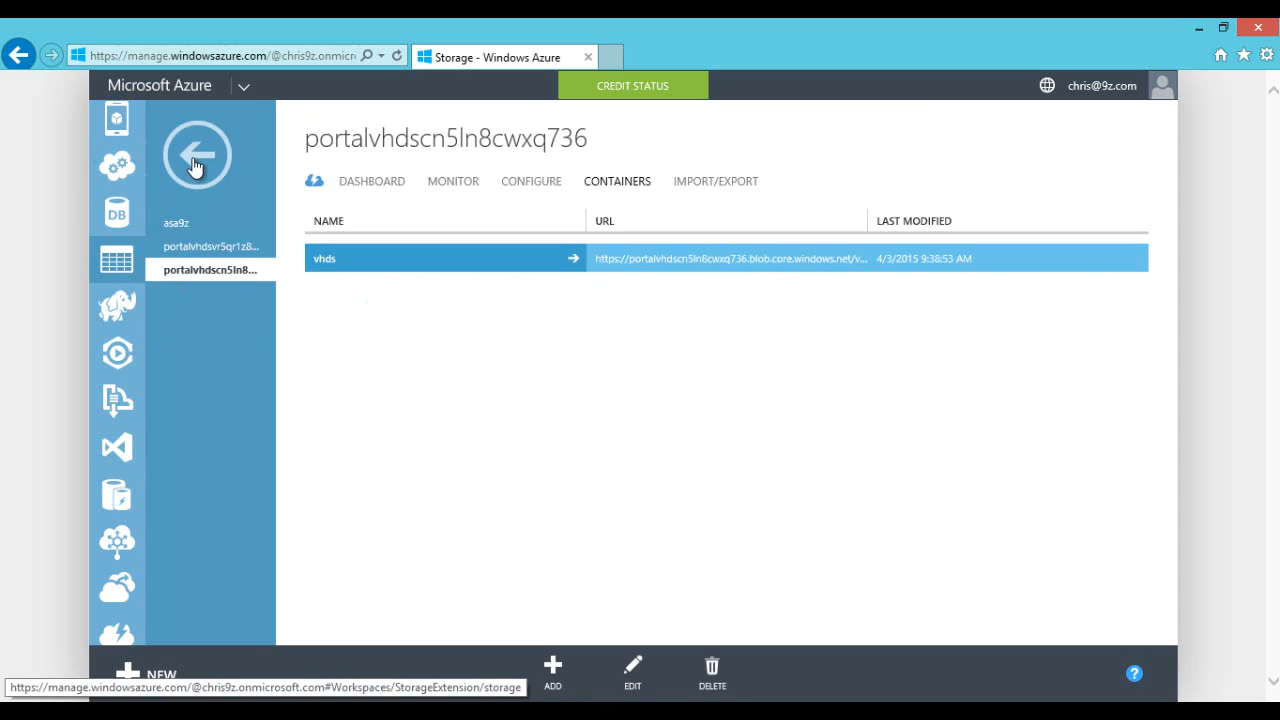 https://manage.windowsazure.com/@chris9z.onmicr
Storage - Windows Azure
Microsoft Azure
CREDIT STATUS
chris@9z.com
portalvhdscn5ln8cwxq736
DASHBOARD MONITOR CONFIGURE CONTAINERS IMPORT/EXPORT
DB
asa9z
portalvhdsvr5qr1z8...
portalvhdscn5ln8...
NAME URL LAST MODIFIED
vhds https://portalvhdscn5ln8cwxq736.blob.core.windows.net/v... 4/3/2015 9:38:53 AM
NEW
ADD EDIT DELETE
?
https://manage.windowsazure.com/@chris9z.onmicrosoft.com#Workspaces/StorageExtension/storage